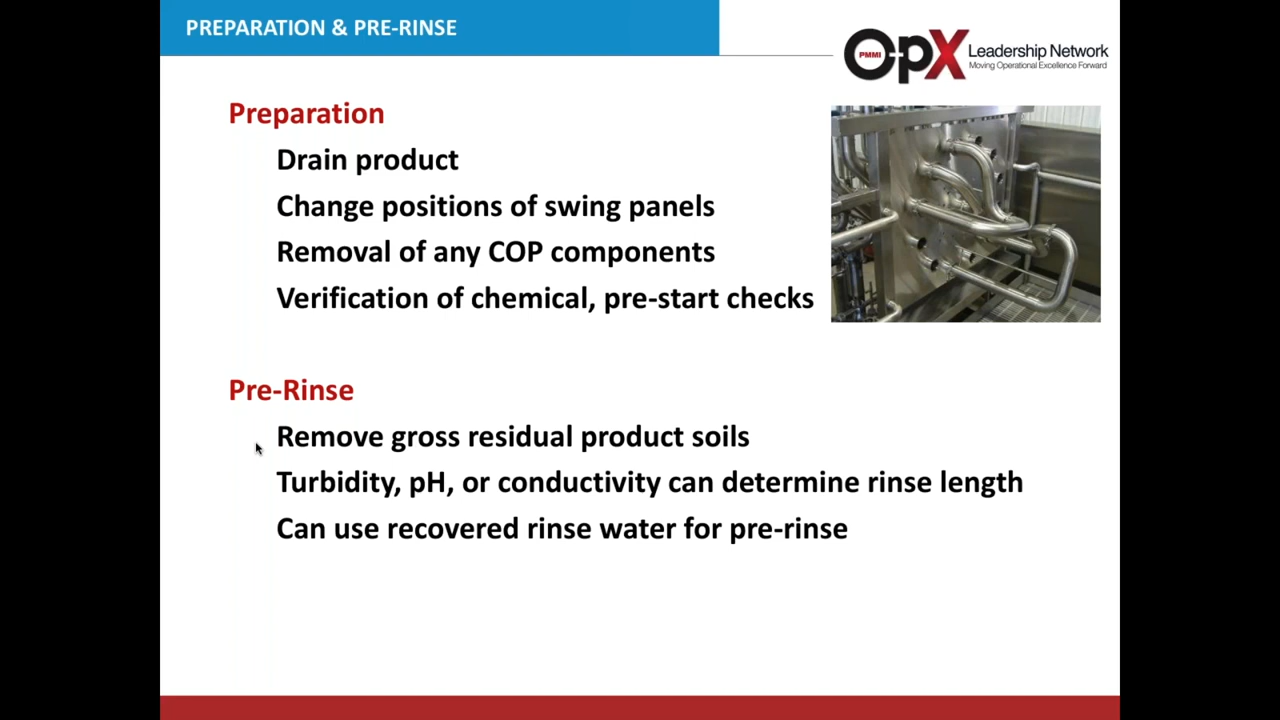 PREPARATION & PRE-RINSE
OpX
PMMI
Leadership Network
Moving Operational Excellence Forward
Preparation
Drain product
Change positions of swing panels
Removal of any COP components
Verification of chemical, pre-start checks
Pre-Rinse
Remove gross residual product soils
Turbidity, pH, or conductivity can determine rinse length
Can use recovered rinse water for pre-rinse